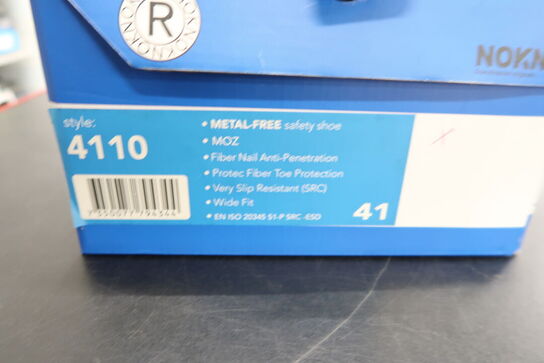 R
NOKN
style:
4110
• METAL-FREE safety shoe
• MOZ
• Fiber Nail Anti-Penetration
• Protec Fiber Toe Protection
• Very Slip Resistant (SRC)
• Wide Fit
• EN ISO 20345 S1-P SRC -ESD
41